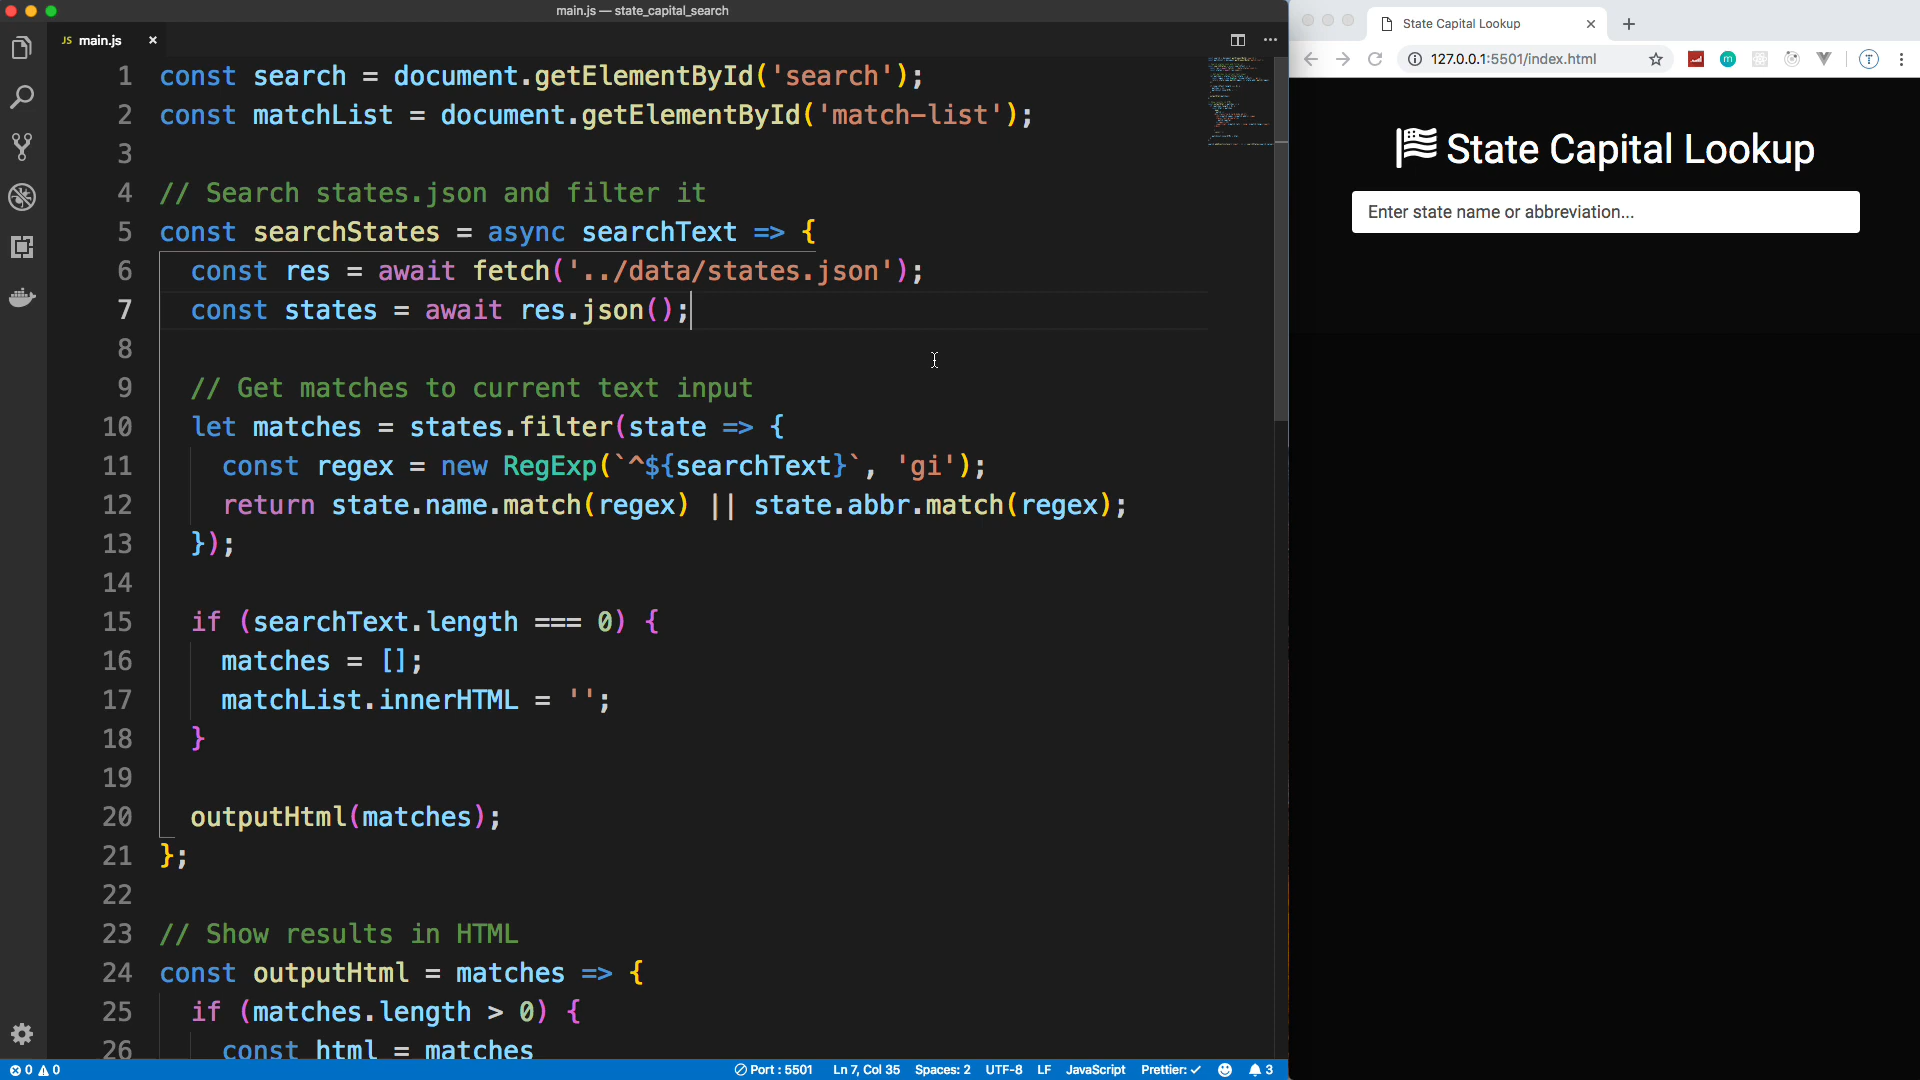 main.js — state_capital_search
JS main.js
1 const search = document.getElementById('search');
2 const matchList = document.getElementById('match-list');
3
4 // Search states.json and filter it
5 const searchStates = async searchText => {
6 const res = await fetch('../data/states.json');
7 const states = await res.json();
8
9 // Get matches to current text input
10 let matches = states.filter(state => {
11 const regex = new RegExp(`^${searchText}`, 'gi');
12 return state.name.match(regex) || state.abbr.match(regex);
13 });
14
15 if (searchText.length === 0) {
16 matches = [];
17 matchList.innerHTML = '';
18 }
19
20 outputHtml(matches);
21 };
22
23 // Show results in HTML
24 const outputHtml = matches => {
25 if (matches.length > 0) {
26 const html = matches
0 0 Port : 5501 Ln 7, Col 35 Spaces: 2 UTF-8 LF JavaScript Prettier: ✓ 3
State Capital Lookup
127.0.0.1:5501/index.html
m T
State Capital Lookup
Enter state name or abbreviation...